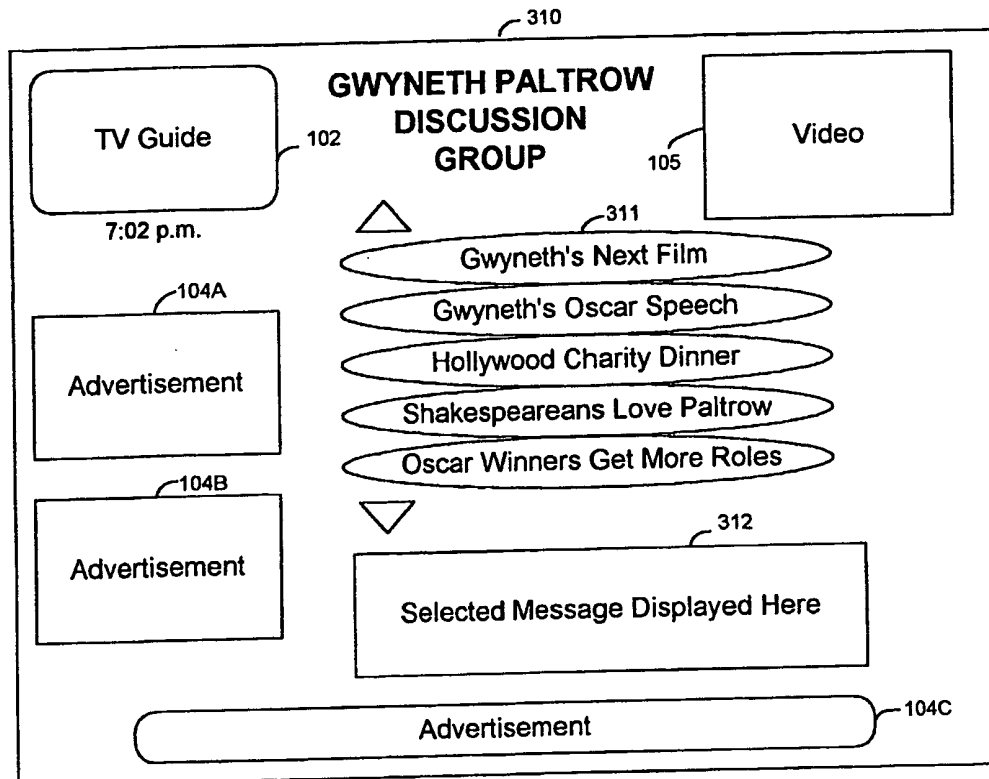 310
GWYNETH PALTROW
DISCUSSION
GROUP
TV Guide
102
105
Video
7:02 p.m.
311
Gwyneth's Next Film
Gwyneth's Oscar Speech
Hollywood Charity Dinner
Shakespeareans Love Paltrow
Oscar Winners Get More Roles
104A
Advertisement
104B
Advertisement
312
Selected Message Displayed Here
Advertisement
104C